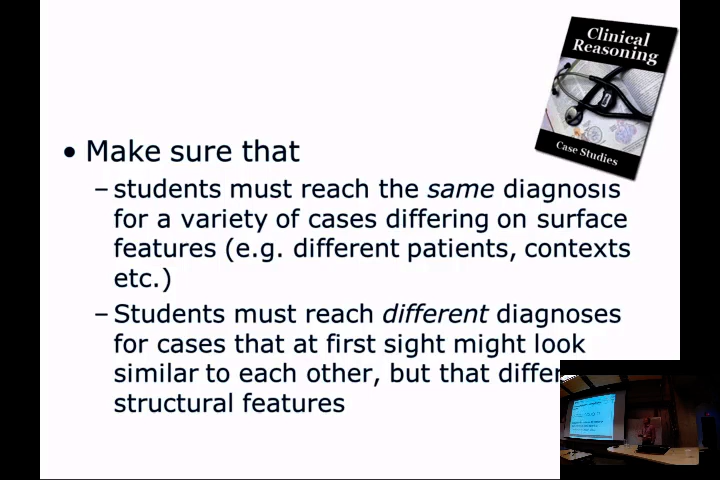 Clinical
Reasoning
Case Studies
• Make sure that
– students must reach the same diagnosis
for a variety of cases differing on surface
features (e.g. different patients, contexts
etc.)
– Students must reach different diagnoses
for cases that at first sight might look
similar to each other, but that differ
structural features